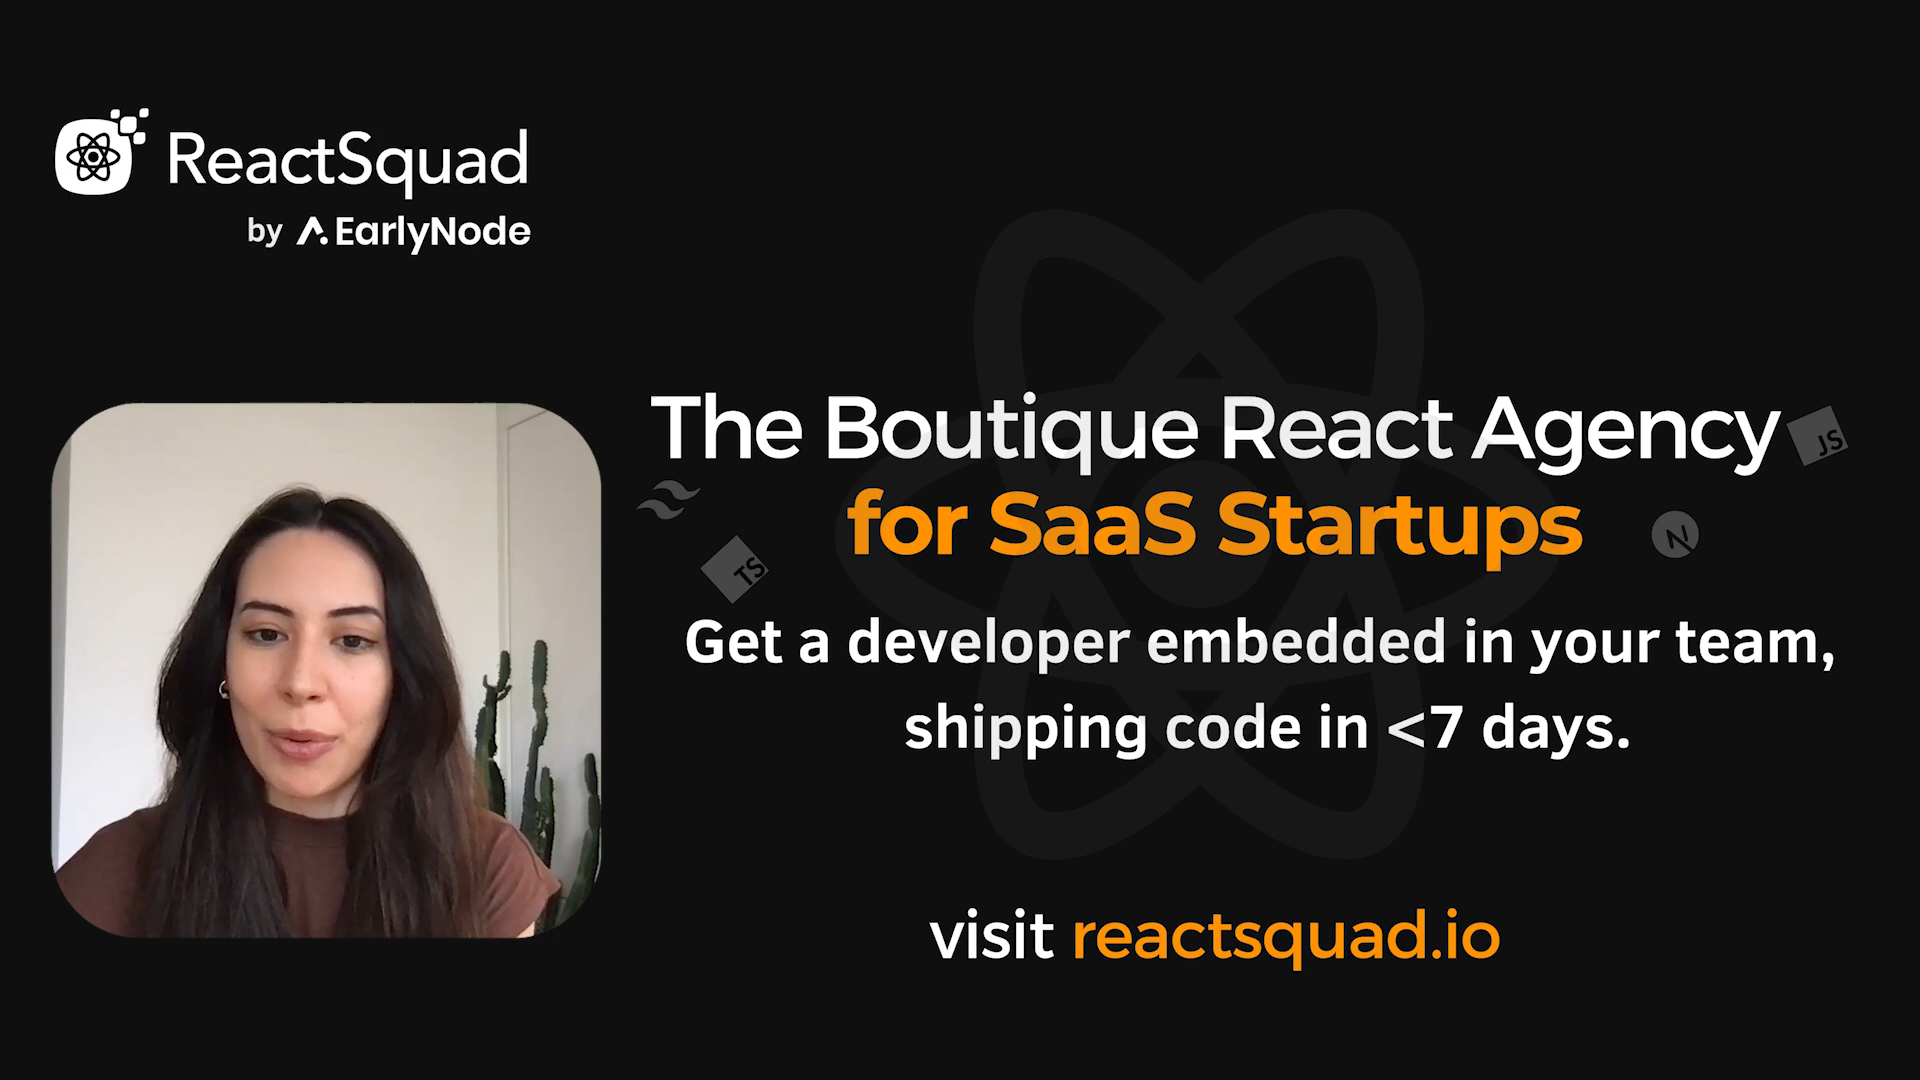 ReactSquad
by EarlyNode
The Boutique React Agency
for SaaS Startups
JS
N
TS
Get a developer embedded in your team,
shipping code in <7 days.
visit reactsquad.io